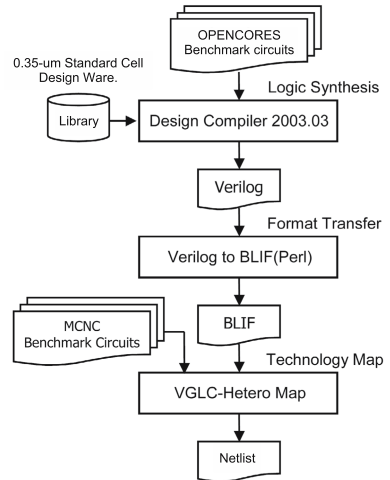 OPENCORES
Benchmark circuits
0.35-um Standard Cell
Design Ware.
Logic Synthesis
Library
Design Compiler 2003.03
Verilog
Format Transfer
Verilog to BLIF(Perl)
MCNC
Benchmark Circuits
BLIF
Technology Map
VGLC-Hetero Map
Netlist